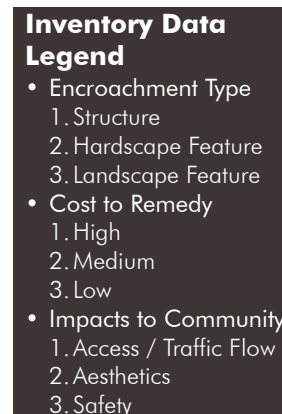 Inventory Data
Legend
• Encroachment Type
1. Structure
2. Hardscape Feature
3. Landscape Feature
• Cost to Remedy
1. High
2. Medium
3. Low
• Impacts to Community
1. Access / Traffic Flow
2. Aesthetics
3. Safety